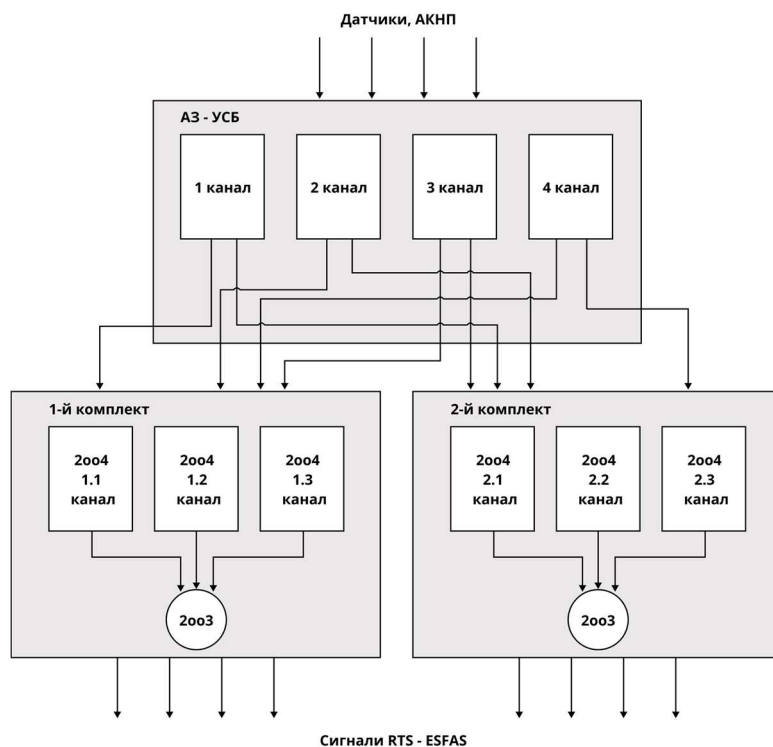 Датчики, АКНП
АЗ - УСБ
1 канал
2 канал
3 канал
4 канал
1-й комплект
2oo4
1.1
канал
2oo4
1.2
канал
2oo4
1.3
канал
2oo3
2-й комплект
2oo4
2.1
канал
2oo4
2.2
канал
2oo4
2.3
канал
2oo3
Сигнали RTS - ESFAS